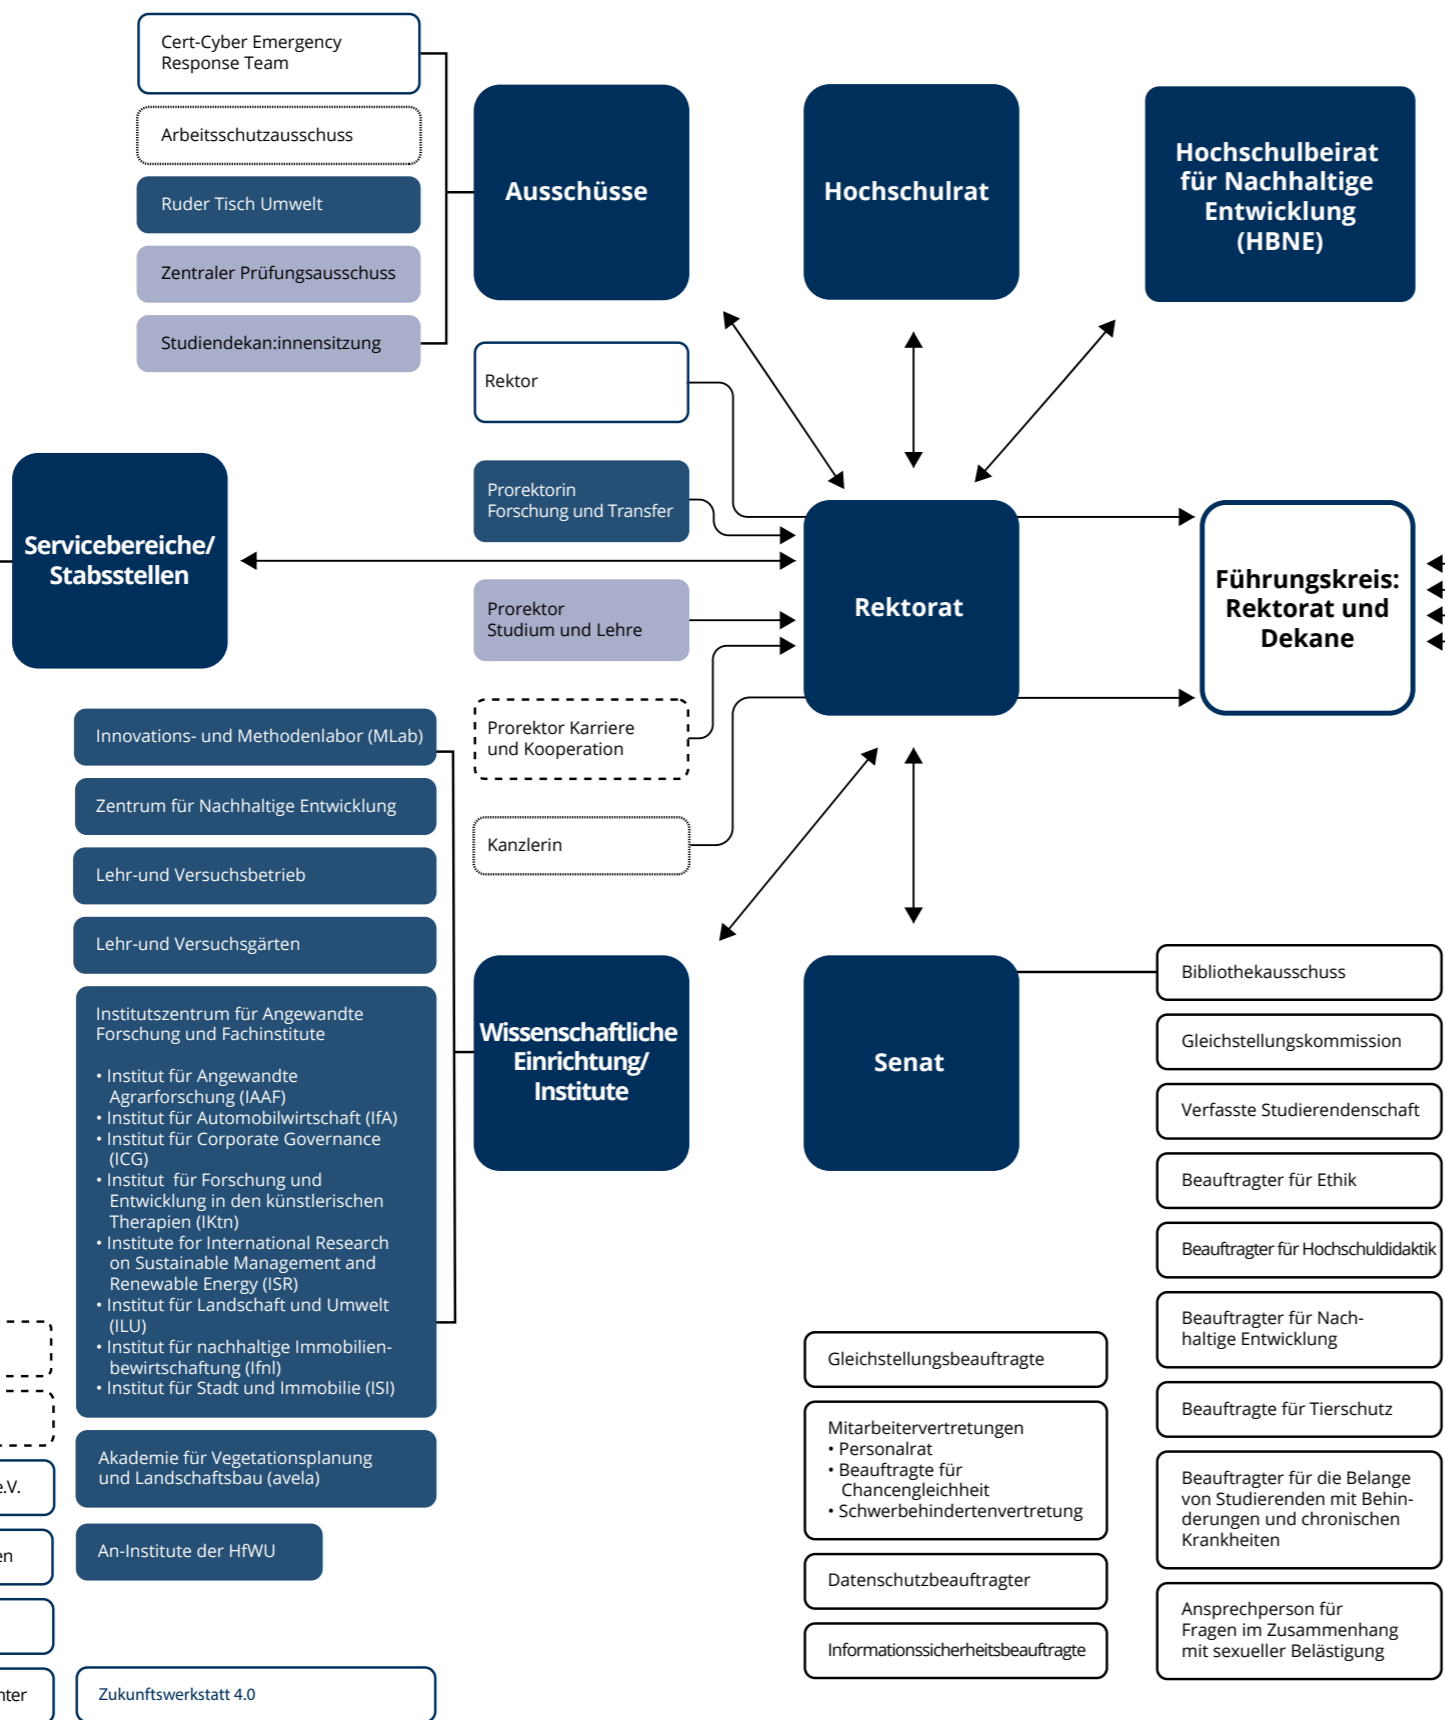 Cert-Cyber Emergency
Response Team
Arbeitsschutzausschuss
Ruder Tisch Umwelt
Zentraler Prüfungsausschuss
Studiendekan:innensitzung
Ausschüsse
Hochschulrat
Hochschulbeirat
für Nachhaltige
Entwicklung
(HBNE)
Rektor
Prorektorin
Forschung und Transfer
Prorektor
Studium und Lehre
Prorektor Karriere
und Kooperation
Kanzlerin
Servicebereiche/
Stabsstellen
Rektorat
Führungskreis:
Rektorat und
Dekane
Innovations- und Methodenlabor (MLab)
Zentrum für Nachhaltige Entwicklung
Lehr-und Versuchsbetrieb
Lehr-und Versuchsgärten
Institutszentrum für Angewandte
Forschung und Fachinstitute
• Institut für Angewandte
Agrarforschung (IAAF)
• Institut für Automobilwirtschaft (IfA)
• Institut für Corporate Governance
(ICG)
• Institut für Forschung und
Entwicklung in den künstlerischen
Therapien (IKtn)
• Institute for International Research
on Sustainable Management and
Renewable Energy (ISR)
• Institut für Landschaft und Umwelt
(ILU)
• Institut für nachhaltige Immobilien-
bewirtschaftung (Ifnl)
• Institut für Stadt und Immobilie (ISI)
Akademie für Vegetationsplanung
und Landschaftsbau (avela)
An-Institute der HfWU
Zukunftswerkstatt 4.0
e.V.
en
nter
Wissenschaftliche
Einrichtung/
Institute
Senat
Gleichstellungsbeauftragte
Mitarbeitervertretungen
• Personalrat
• Beauftragte für
Chancengleichheit
• Schwerbehindertenvertretung
Datenschutzbeauftragter
Informationssicherheitsbeauftragte
Bibliothekausschuss
Gleichstellungskommission
Verfasste Studierendenschaft
Beauftragter für Ethik
Beauftragter für Hochschuldidaktik
Beauftragter für Nach-
haltige Entwicklung
Beauftragte für Tierschutz
Beauftragter für die Belange
von Studierenden mit Behin-
derungen und chronischen
Krankheiten
Ansprechperson für
Fragen im Zusammenhang
mit sexueller Belästigung